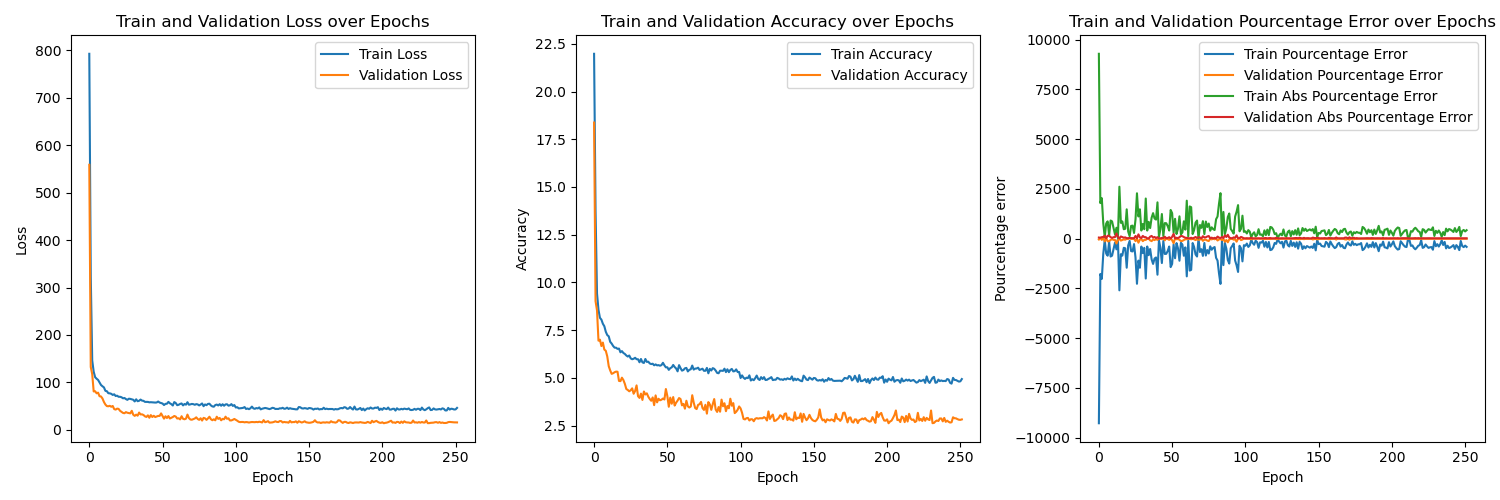 Train and Validation Loss over Epochs
Train Loss
Validation Loss
800
700
600
500
400
300
200
100
0
Loss
0 50 100 150 200 250
Epoch
Train and Validation Accuracy over Epochs
Train Accuracy
Validation Accuracy
22.5
20.0
17.5
15.0
12.5
10.0
7.5
5.0
2.5
Accuracy
0 50 100 150 200 250
Epoch
Train and Validation Pourcentage Error over Epochs
Train Pourcentage Error
Validation Pourcentage Error
Train Abs Pourcentage Error
Validation Abs Pourcentage Error
10000
7500
5000
2500
0
−2500
−5000
−7500
−10000
Pourcentage error
0 50 100 150 200 250
Epoch